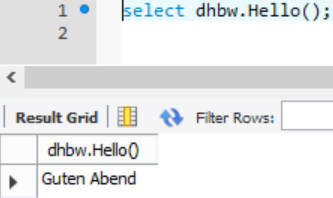 1 select dhbw.Hello();
2
Result Grid Filter Rows:
dhbw.Hello()
Guten Abend